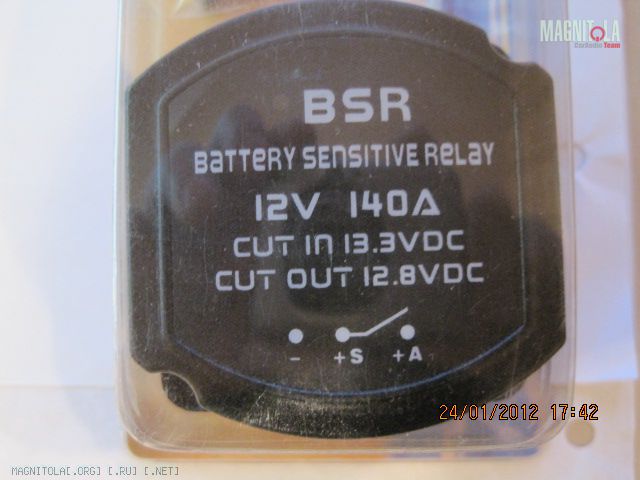 MAGNITOLA
CarAudio Team
BSR
BATTERY SENSITIVE RELAY
12V 140A
CUT IN 13.3VDC
CUT OUT 12.8VDC
- +S +A
24/01/2012 17:42
MAGNITOLA[.ORG] [.RU] [.NET]